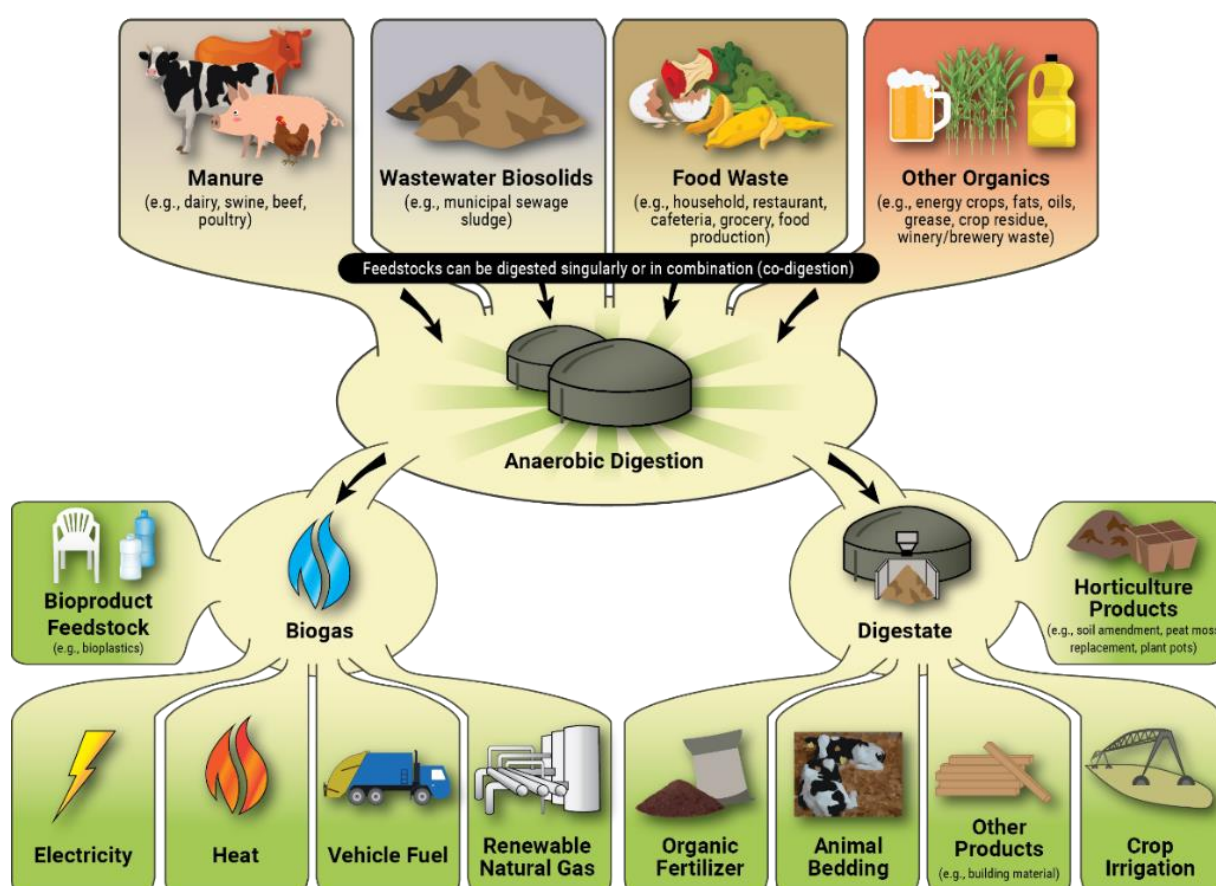 Manure
(e.g., dairy, swine, beef,
poultry)
Wastewater Biosolids
(e.g., municipal sewage
sludge)
Food Waste
(e.g., household, restaurant,
cafeteria, grocery, food
production)
Other Organics
(e.g., energy crops, fats, oils,
grease, crop residue,
winery/brewery waste)
Feedstocks can be digested singularly or in combination (co-digestion)
Anaerobic Digestion
Bioproduct
Feedstock
(e.g., bioplastics)
Biogas
Digestate
Horticulture
Products
(e.g., soil amendment, peat moss
replacement, plant pots)
Electricity
Heat
Vehicle Fuel
Renewable
Natural Gas
Organic
Fertilizer
Animal
Bedding
Other
Products
(e.g., building material)
Crop
Irrigation